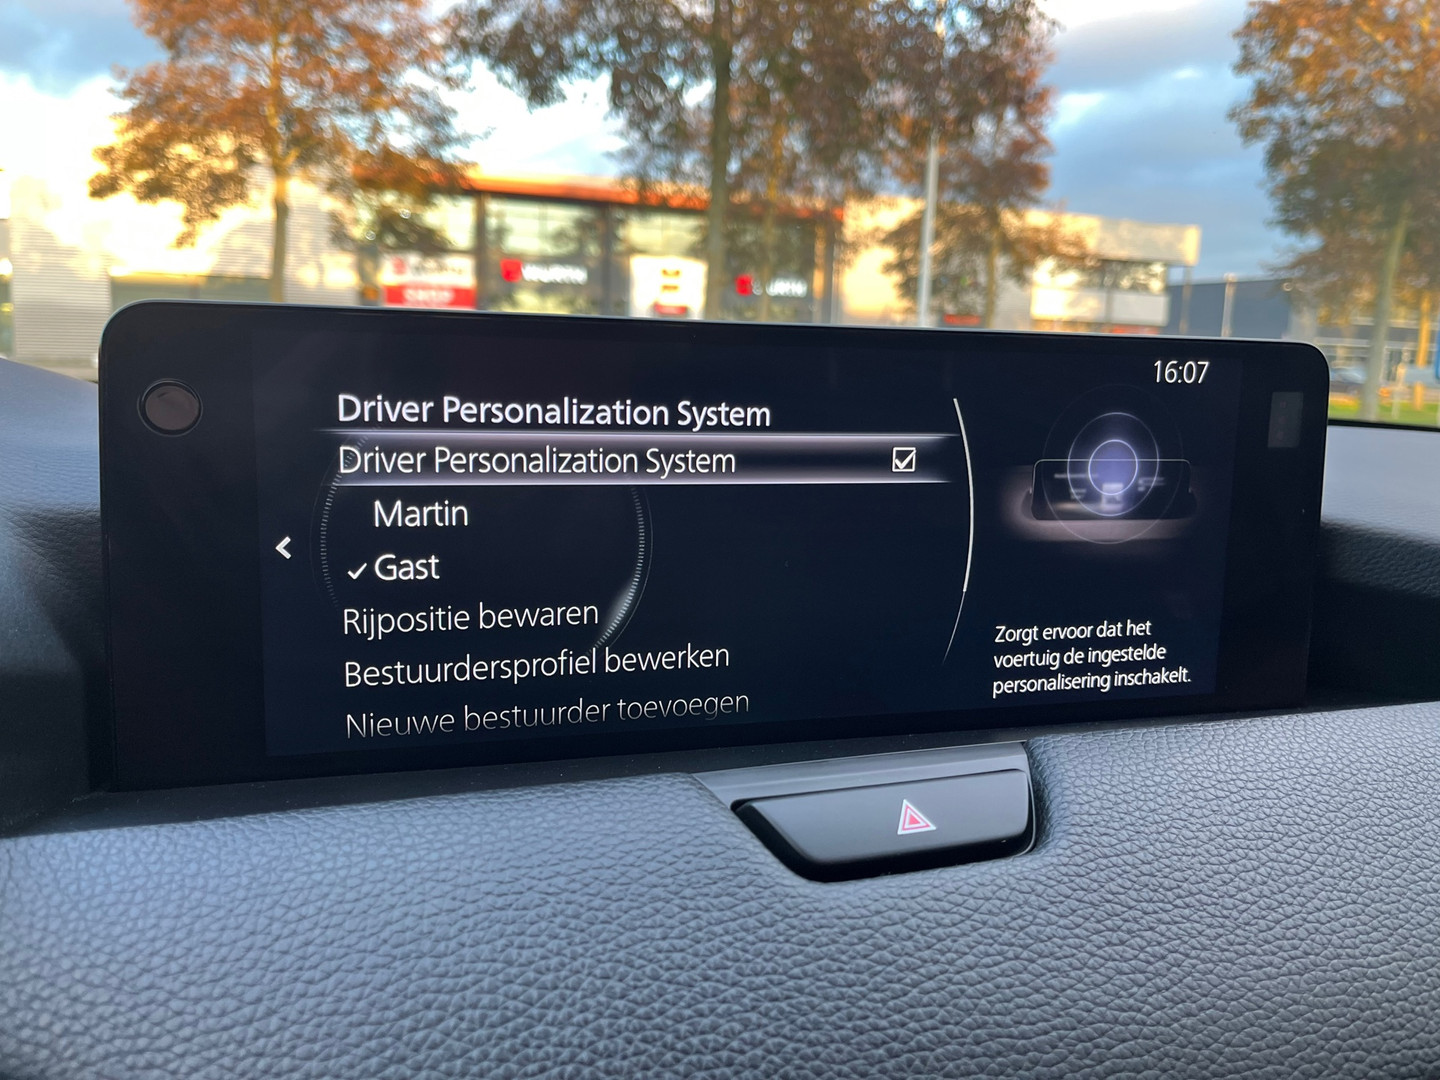 16:07
Driver Personalization System
Driver Personalization System
Martin
Gast
Rijpositie bewaren
Bestuurdersprofiel bewerken
Nieuwe bestuurder toevoegen
Zorgt ervoor dat het
voertuig de ingestelde
personalisering inschakelt.